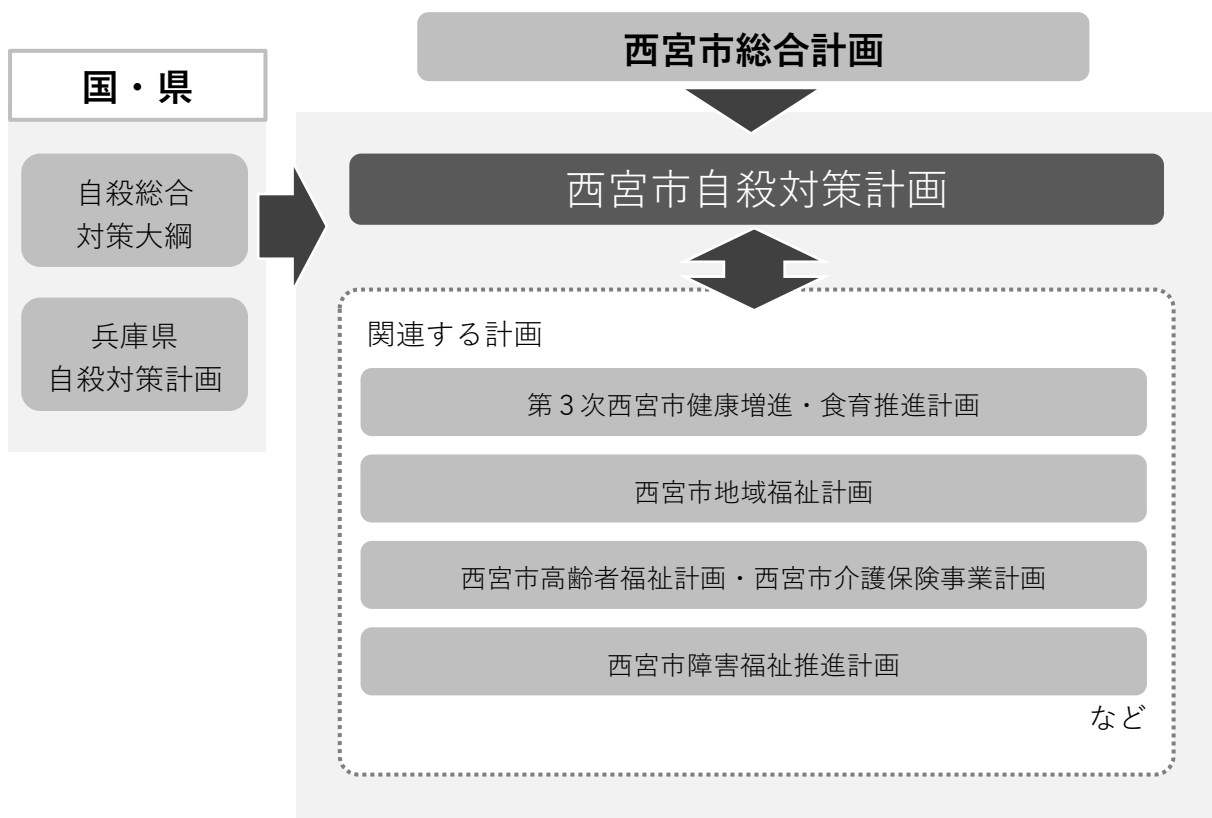 西宮市総合計画
国・県
自殺総合
対策大綱
兵庫県
自殺対策計画
西宮市自殺対策計画
関連する計画
第３次西宮市健康増進・食育推進計画
西宮市地域福祉計画
西宮市高齢者福祉計画・西宮市介護保険事業計画
西宮市障害福祉推進計画
など